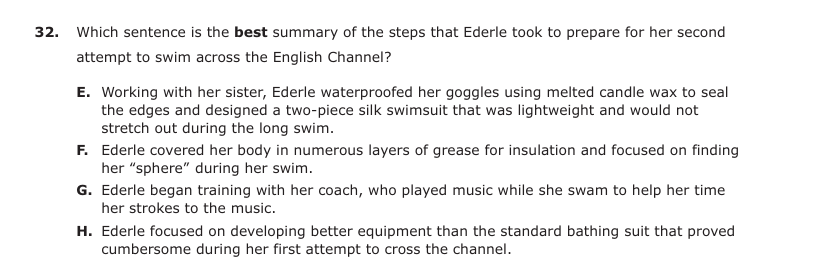 32. Which sentence is the best summary of the steps that Ederle took to prepare for her second
attempt to swim across the English Channel?
E. Working with her sister, Ederle waterproofed her goggles using melted candle wax to seal
the edges and designed a two-piece silk swimsuit that was lightweight and would not
stretch out during the long swim.
F. Ederle covered her body in numerous layers of grease for insulation and focused on finding
her “sphere” during her swim.
G. Ederle began training with her coach, who played music while she swam to help her time
her strokes to the music.
H. Ederle focused on developing better equipment than the standard bathing suit that proved
cumbersome during her first attempt to cross the channel.